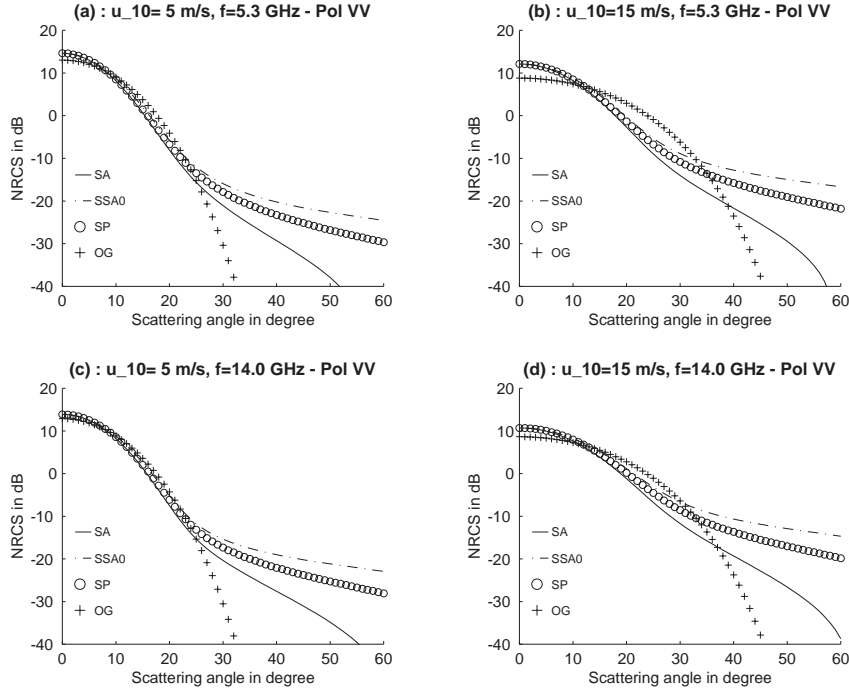 (a) : u_10= 5 m/s, f=5.3 GHz - Pol VV
20
10
0
-10
-20
-30
-40
NRCS in dB
SA
SSA0
SP
OG
0 10 20 30 40 50 60
Scattering angle in degree
(b) : u_10=15 m/s, f=5.3 GHz - Pol VV
20
10
0
-10
-20
-30
-40
NRCS in dB
SA
SSA0
SP
OG
0 10 20 30 40 50 60
Scattering angle in degree
(c) : u_10= 5 m/s, f=14.0 GHz - Pol VV
20
10
0
-10
-20
-30
-40
NRCS in dB
SA
SSA0
SP
OG
0 10 20 30 40 50 60
Scattering angle in degree
(d) : u_10=15 m/s, f=14.0 GHz - Pol VV
20
10
0
-10
-20
-30
-40
NRCS in dB
SA
SSA0
SP
OG
0 10 20 30 40 50 60
Scattering angle in degree